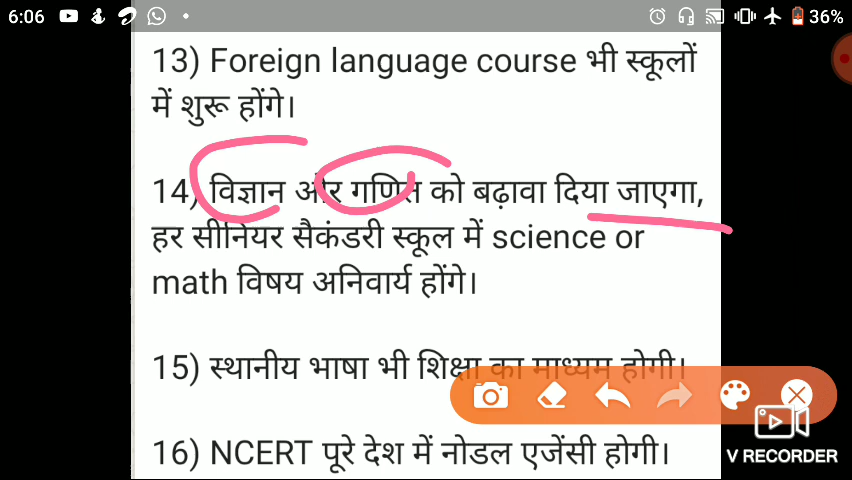 6:06
36%
13) Foreign language course भी स्कूलों
में शुरू होंगे।
14) विज्ञान और गणित को बढ़ावा दिया जाएगा,
हर सीनियर सैकंडरी स्कूल में science or
math विषय अनिवार्य होंगे।
15) स्थानीय भाषा भी शिक्षा का माध्यम होगी।
16) NCERT पूरे देश में नोडल एजेंसी होगी।
V RECORDER